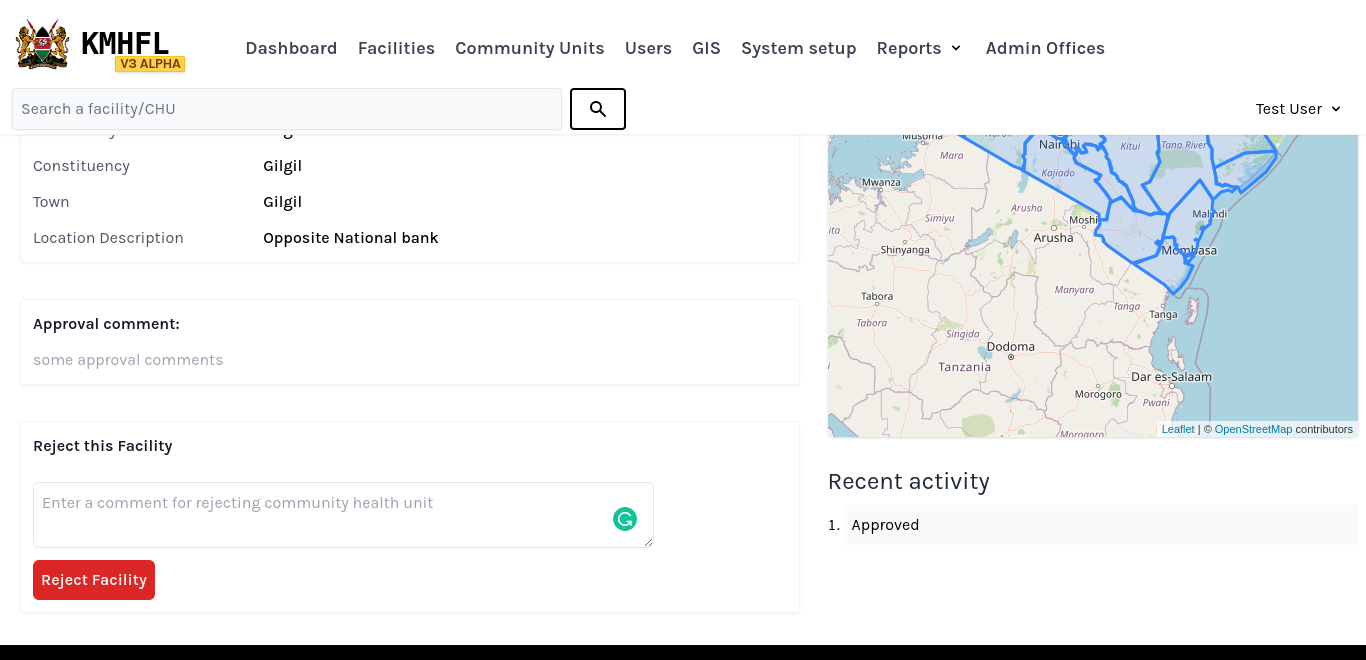 KMHFL
V3 ALPHA
Dashboard
Facilities
Community Units
Users
GIS
System setup
Reports
Admin Offices
Search a facility/CHU
Test User
Constituency
Gilgil
Town
Gilgil
Location Description
Opposite National bank
Approval comment:
some approval comments
Reject this Facility
Enter a comment for rejecting community health unit
Reject Facility
Musoma
Narok
Nairobi
Kitui
Tana River
Mara
Kajiado
Mwanza
Arusha
Simiyu
Moshi
Malindi
Arusha
Shinyanga
Mombasa
Tabora
Manyara
Tanga
Tanga
Tabora
Singida
Dodoma
Tanzania
Dar es-Salaam
Morogoro
Pwani
Morogoro
Leaflet | © OpenStreetMap contributors
Recent activity
1. Approved